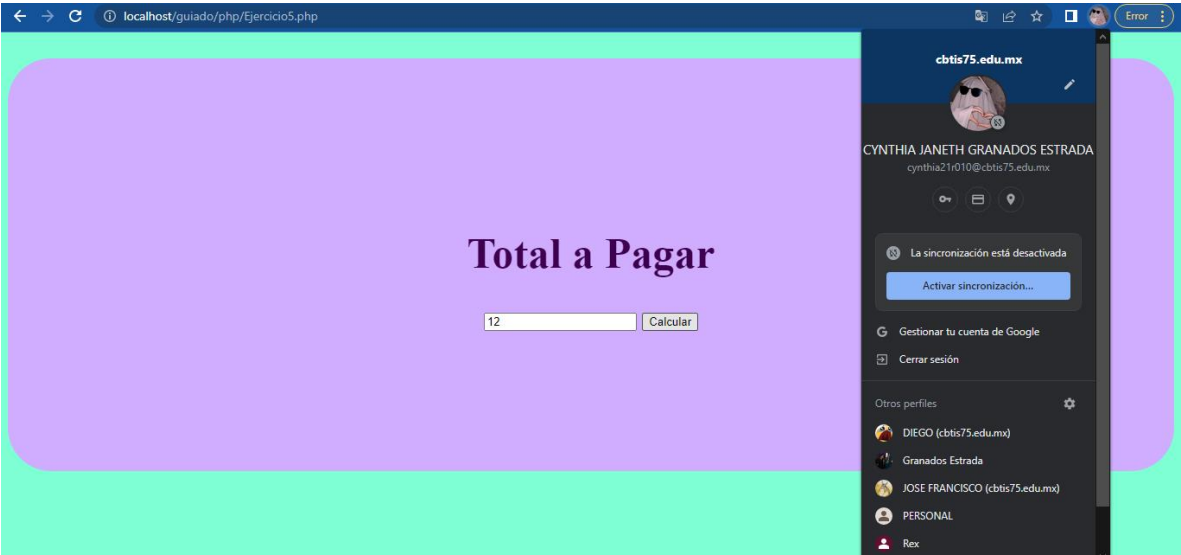 localhost/guiado/php/Ejercicio5.php
Error
cbtis75.edu.mx
CYNTHIA JANETH GRANADOS ESTRADA
cynthia21r010@cbtis75.edu.mx
Total a Pagar
12 Calcular
La sincronización está desactivada
Activar sincronización...
G Gestionar tu cuenta de Google
Cerrar sesión
Otros perfiles
DIEGO (cbtis75.edu.mx)
Granados Estrada
JOSE FRANCISCO (cbtis75.edu.mx)
PERSONAL
Rex